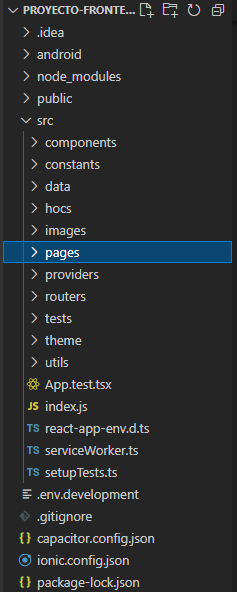 PROYECTO-FRONTE...
.idea
android
node_modules
public
src
components
constants
data
hocs
images
pages
providers
routers
tests
theme
utils
App.test.tsx
JS index.js
TS react-app-env.d.ts
TS serviceWorker.ts
TS setupTests.ts
.env.development
.gitignore
{ } capacitor.config.json
ionic.config.json
{ } package-lock.json